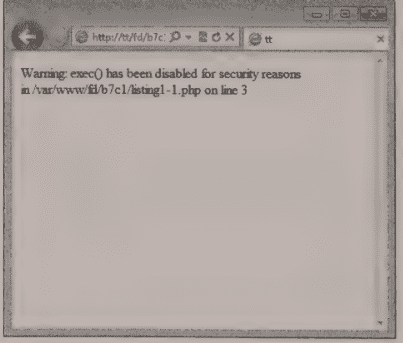 http://tt/fd/b7c
tt
Warning: exec() has been disabled for security reasons
in /var/www/fd/b7c1/listing1-1.php on line 3